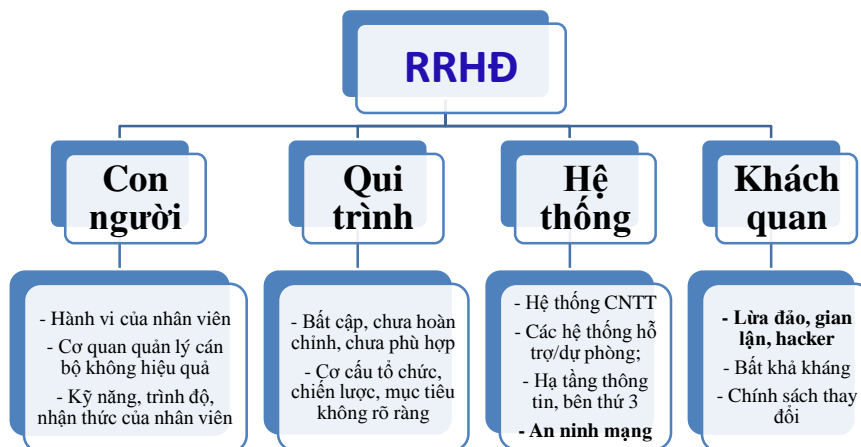 RRHĐ
Con
người
Qui
trình
Hệ
thống
Khách
quan
- Hành vi của nhân viên
- Cơ quan quản lý cán
bộ không hiệu quả
- Kỹ năng, trình độ,
nhận thức của nhân viên
- Bất cập, chưa hoàn
chỉnh, chưa phù hợp
- Cơ cấu tổ chức,
chiến lược, mục tiêu
không rõ ràng
- Hệ thống CNTT
- Các hệ thống hỗ
trợ/dự phòng;
- Hạ tầng thông
tin, bên thứ 3
- An ninh mạng
- Lừa đảo, gian
lận, hacker
- Bất khả kháng
- Chính sách thay
đổi